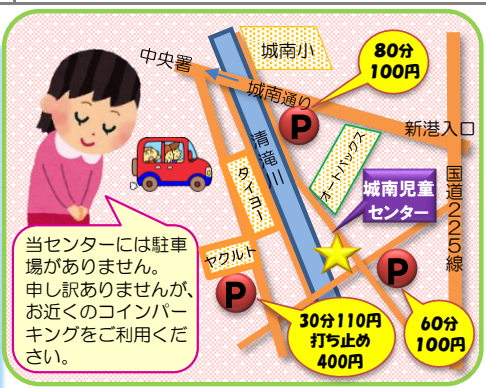 城南小
80分
100円
中央署
城南通り
P
新港入口
清滝川
オートバックス
タイヨー
城南児童
センター
国道225線
ヤクルト
P
P
当センターには駐車
場がありません。
申し訳ありませんが、
お近くのコインパー
キングをご利用くだ
さい。
30分110円
打ち止め
400円
60分
100円